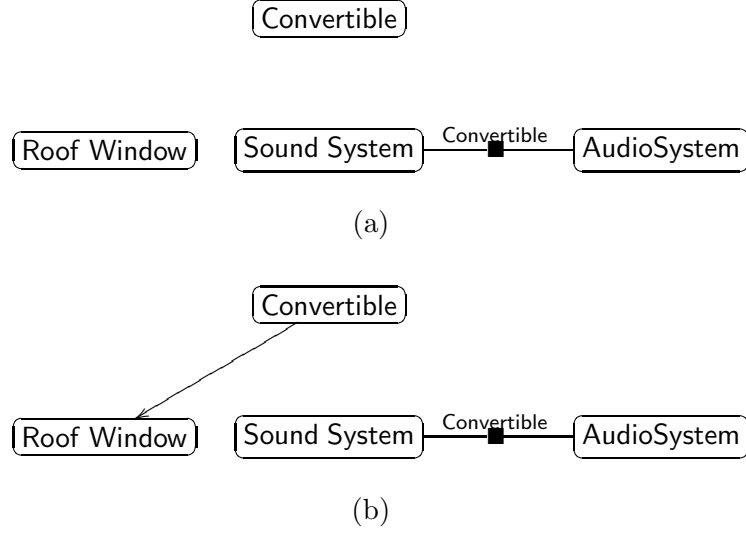 Convertible
Convertible
Roof Window Sound System AudioSystem
(a)
Convertible
Convertible
Roof Window Sound System AudioSystem
(b)